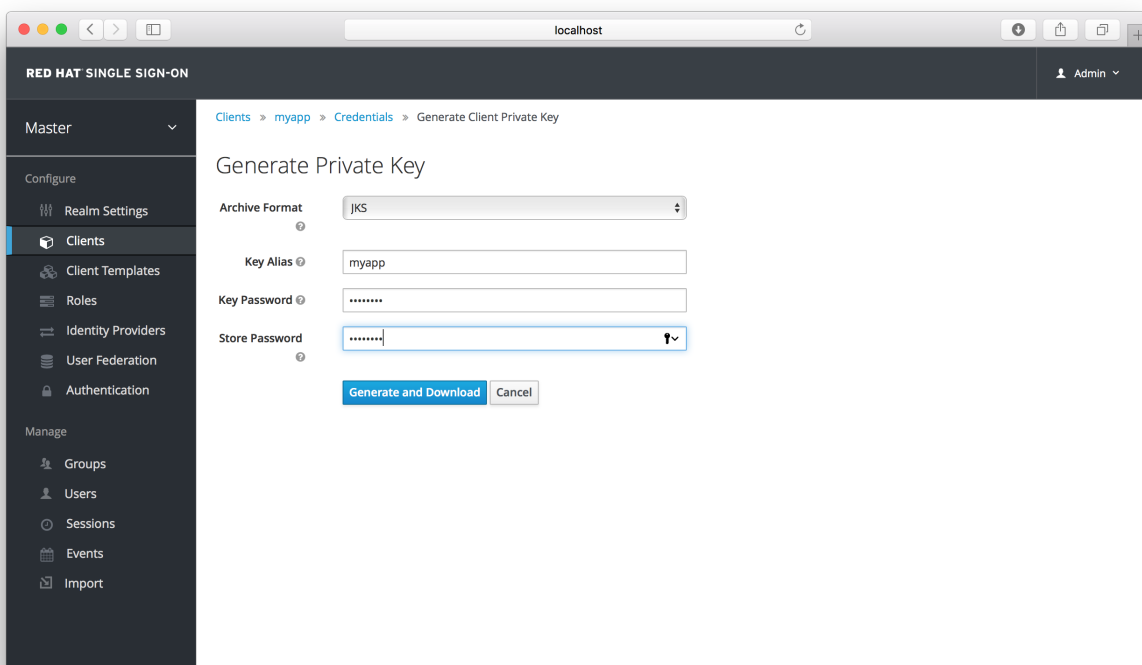 localhost
RED HAT SINGLE SIGN-ON
Admin
Master
Clients » myapp » Credentials » Generate Client Private Key
Generate Private Key
Configure
Realm Settings
Clients
Client Templates
Roles
Identity Providers
User Federation
Authentication
Manage
Groups
Users
Sessions
Events
Import
Archive Format
JKS
Key Alias
myapp
Key Password
••••••••
Store Password
••••••••
Generate and Download
Cancel